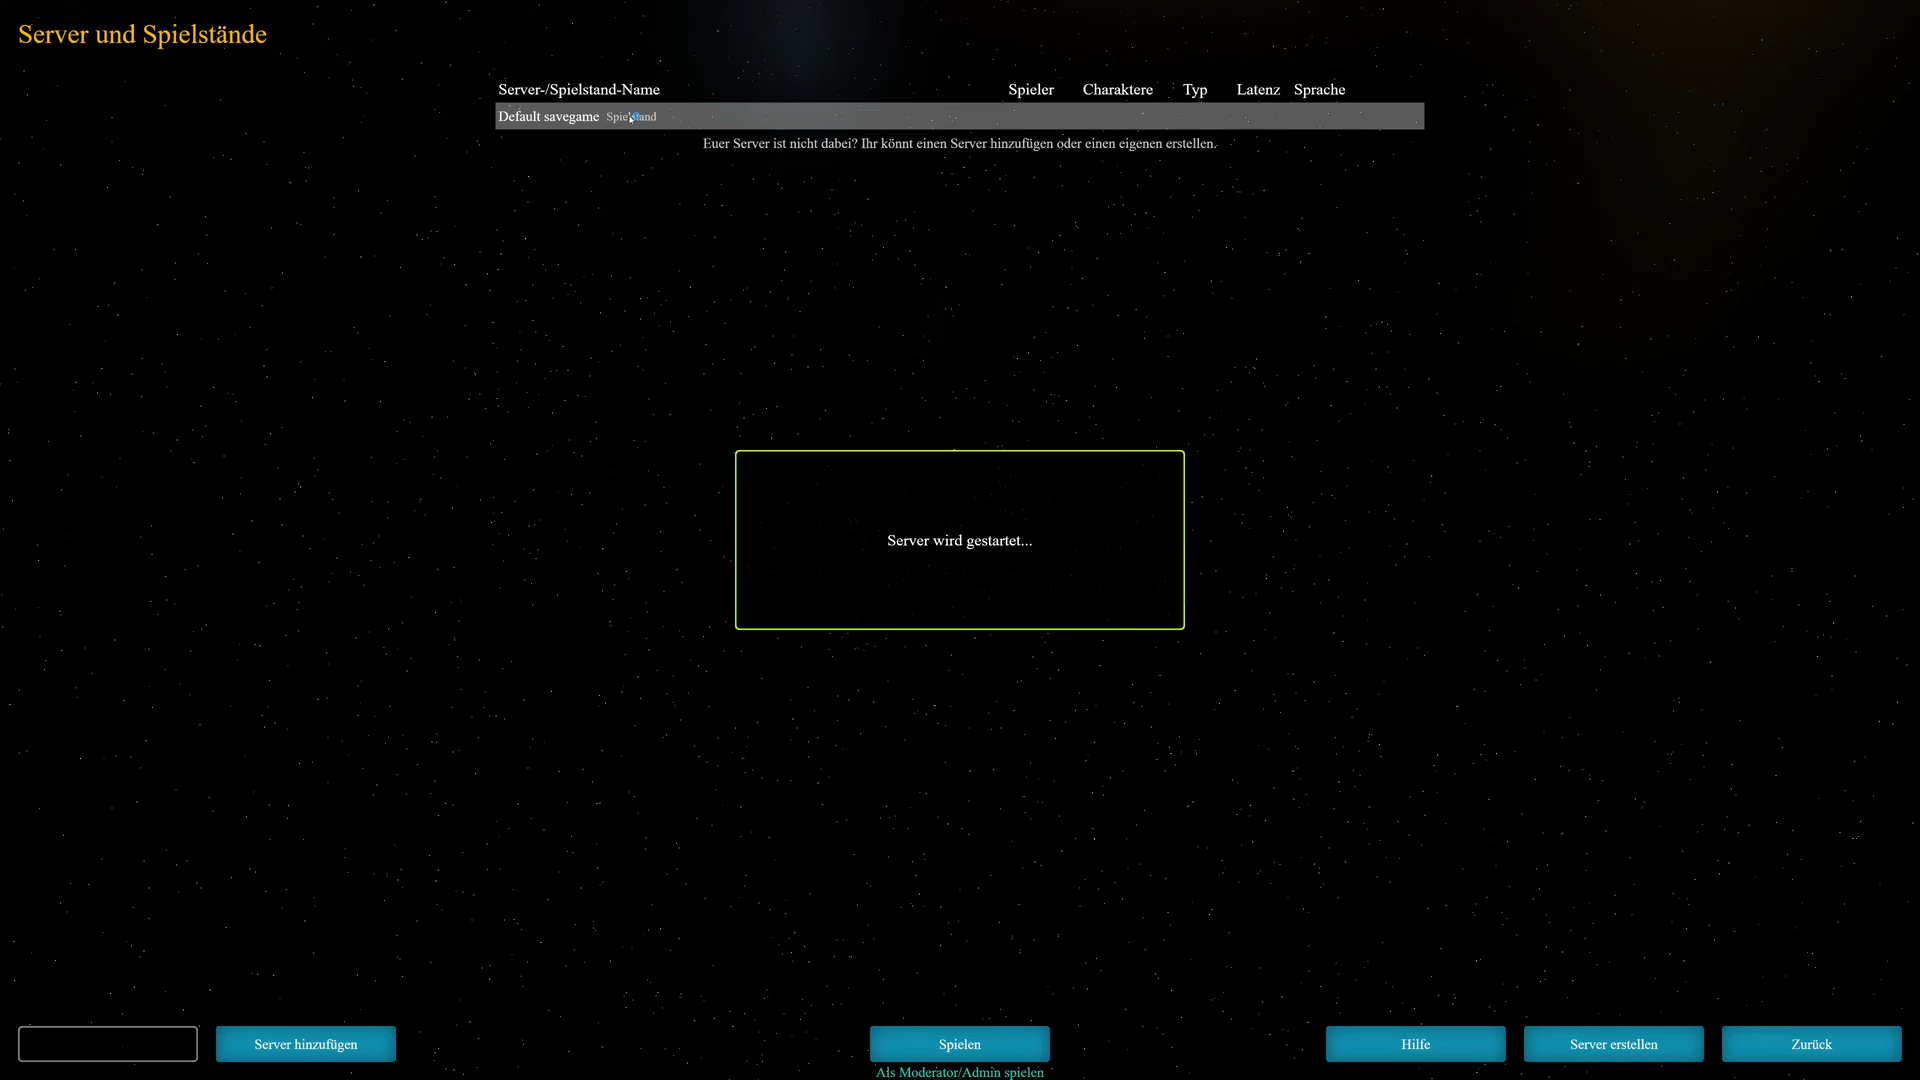 Server und Spielstände
Server-/Spielstand-Name Spieler Charaktere Typ Latenz Sprache
Default savegame Spielstand
Euer Server ist nicht dabei? Ihr könnt einen Server hinzufügen oder einen eigenen erstellen.
Server wird gestartet...
Server hinzufügen Spielen Hilfe Server erstellen Zurück
Als Moderator/Admin spielen